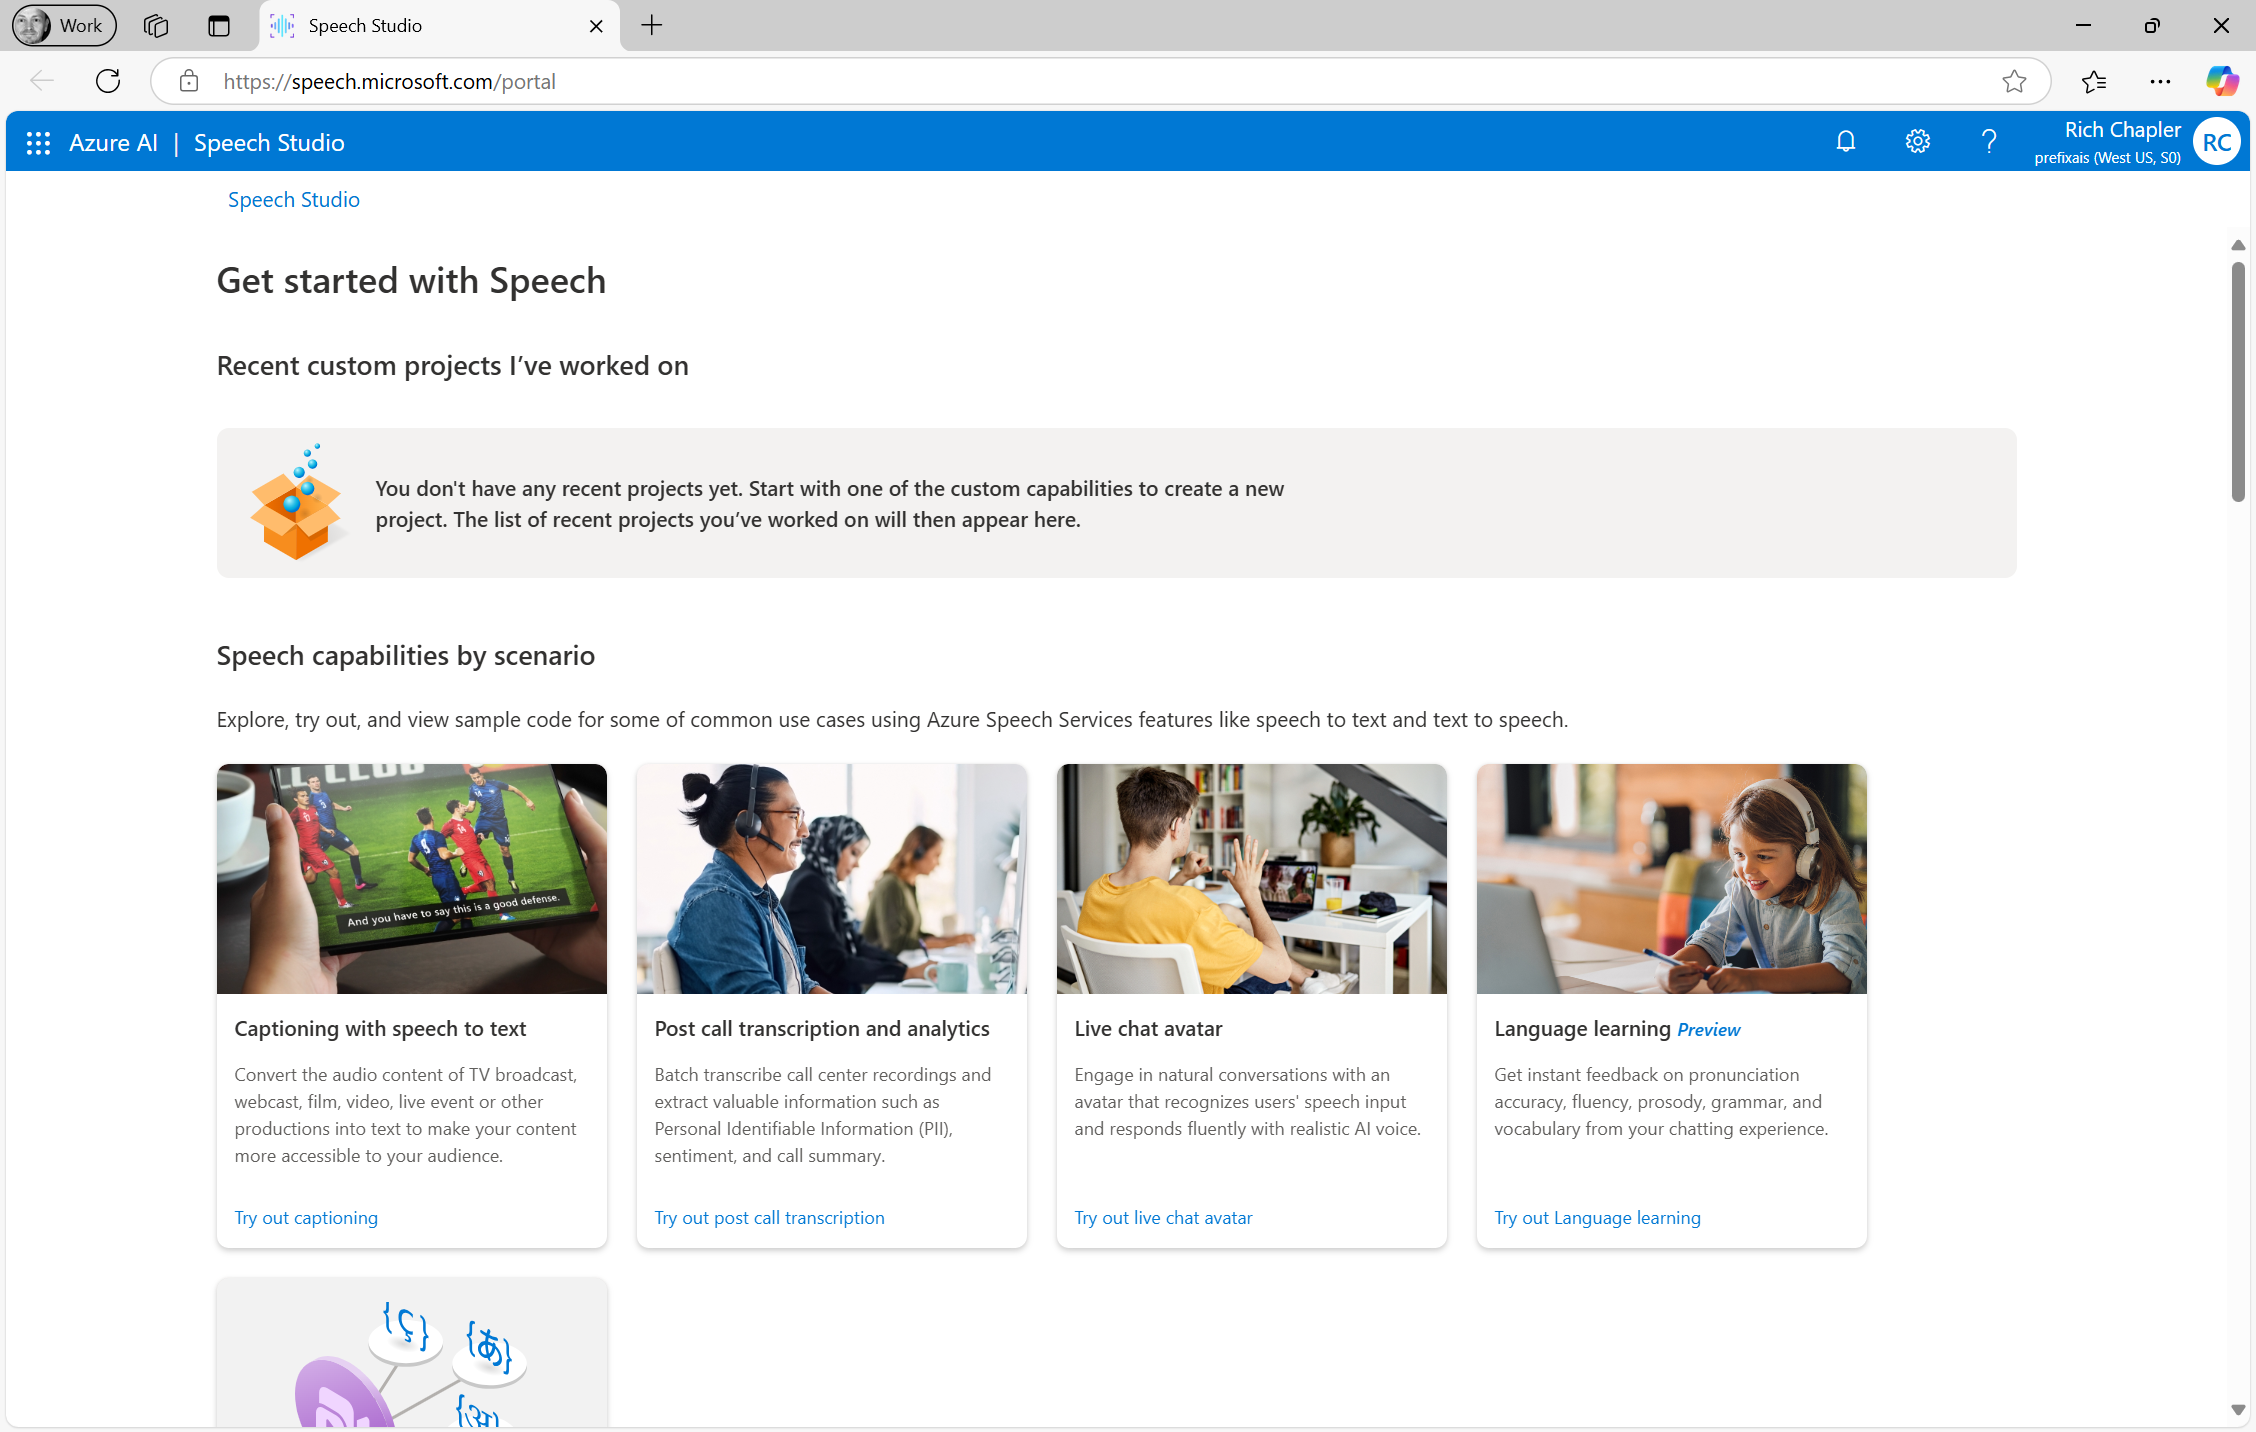 Work
Speech Studio
https://speech.microsoft.com/portal
Azure AI | Speech Studio
Rich Chapler
prefixais (West US, S0)
RC
Speech Studio
Get started with Speech
Recent custom projects I’ve worked on
You don't have any recent projects yet. Start with one of the custom capabilities to create a new
project. The list of recent projects you’ve worked on will then appear here.
Speech capabilities by scenario
Explore, try out, and view sample code for some of common use cases using Azure Speech Services features like speech to text and text to speech.
And you have to say this is a good defense.
Captioning with speech to text
Convert the audio content of TV broadcast,
webcast, film, video, live event or other
productions into text to make your content
more accessible to your audience.
Try out captioning
Post call transcription and analytics
Batch transcribe call center recordings and
extract valuable information such as
Personal Identifiable Information (PII),
sentiment, and call summary.
Try out post call transcription
Live chat avatar
Engage in natural conversations with an
avatar that recognizes users' speech input
and responds fluently with realistic AI voice.
Try out live chat avatar
Language learning Preview
Get instant feedback on pronunciation
accuracy, fluency, prosody, grammar, and
vocabulary from your chatting experience.
Try out Language learning
{ç}
{あ}